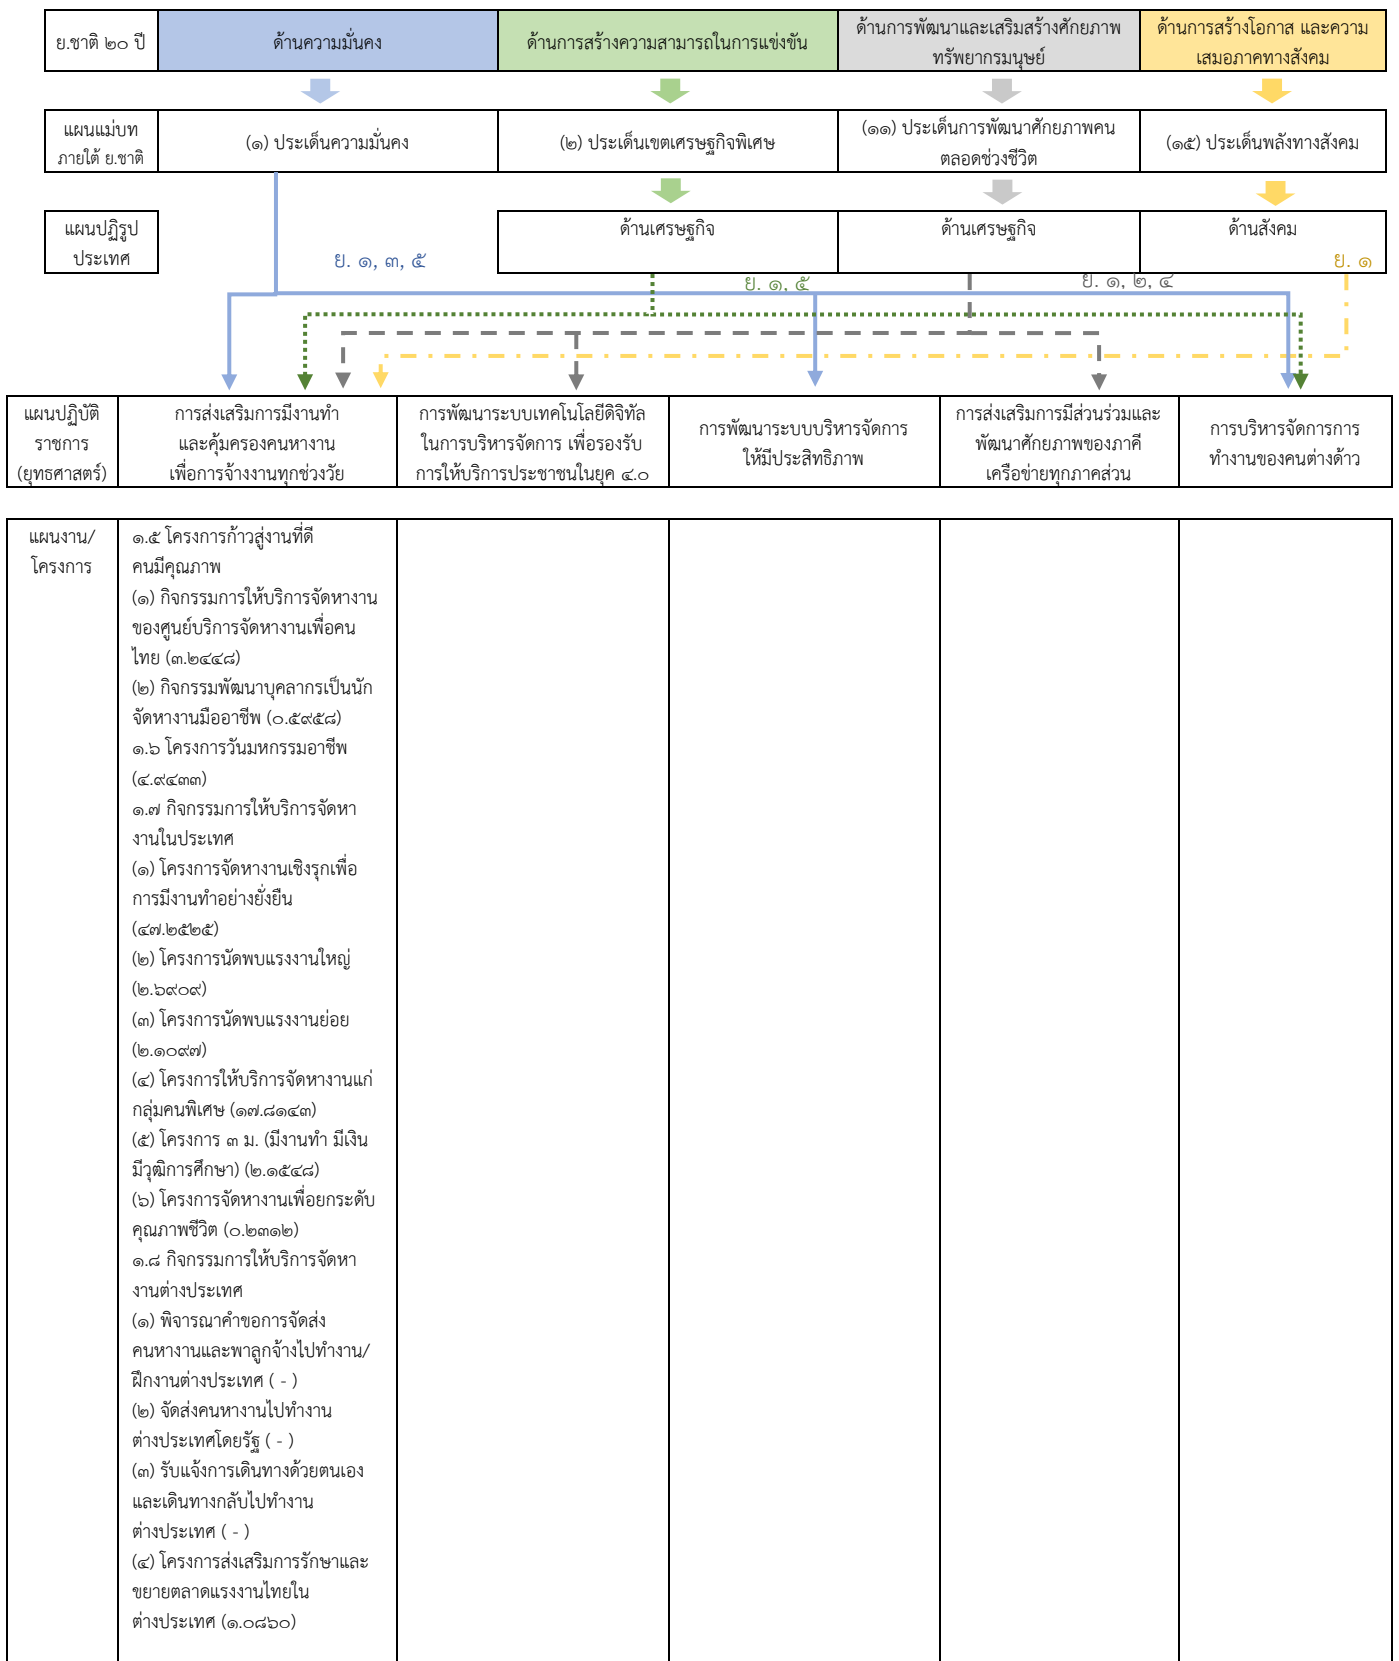 ย.ชาติ ๒๐ ปี
ด้านความมั่นคง
ด้านการสร้างความสามารถในการแข่งขัน
ด้านการพัฒนาและเสริมสร้างศักยภาพ
ทรัพยากรมนุษย์
ด้านการสร้างโอกาส และความ
เสมอภาคทางสังคม
แผนแม่บท
ภายใต้ ย.ชาติ
(๑) ประเด็นความมั่นคง
(๒) ประเด็นเขตเศรษฐกิจพิเศษ
(๑๑) ประเด็นการพัฒนาศักยภาพคน
ตลอดช่วงชีวิต
(๑๕) ประเด็นพลังทางสังคม
แผนปฏิรูป
ประเทศ
ด้านเศรษฐกิจ
ด้านเศรษฐกิจ
ด้านสังคม
ย. ๑, ๓, ๕
ย. ๑, ๕
ย. ๑, ๒, ๔
ย. ๑
แผนปฏิบัติ
ราชการ
(ยุทธศาสตร์)
การส่งเสริมการมีงานทำ
และคุ้มครองคนหางาน
เพื่อการจ้างงานทุกช่วงวัย
การพัฒนาระบบเทคโนโลยีดิจิทัล
ในการบริหารจัดการ เพื่อรองรับ
การให้บริการประชาชนในยุค ๔.๐
การพัฒนาระบบบริหารจัดการ
ให้มีประสิทธิภาพ
การส่งเสริมการมีส่วนร่วมและ
พัฒนาศักยภาพของภาคี
เครือข่ายทุกภาคส่วน
การบริหารจัดการการ
ทำงานของคนต่างด้าว
แผนงาน/
โครงการ
๑.๕ โครงการก้าวสู่งานที่ดี
คนมีคุณภาพ
(๑) กิจกรรมการให้บริการจัดหางาน
ของศูนย์บริการจัดหางานเพื่อคน
ไทย (๓.๒๔๔๘)
(๒) กิจกรรมพัฒนาบุคลากรเป็นนัก
จัดหางานมืออาชีพ (๐.๕๙๕๘)
๑.๖ โครงการวันมหกรรมอาชีพ
(๔.๙๔๓๓)
๑.๗ กิจกรรมการให้บริการจัดหา
งานในประเทศ
(๑) โครงการจัดหางานเชิงรุกเพื่อ
การมีงานทำอย่างยั่งยืน
(๔๗.๒๕๒๕)
(๒) โครงการนัดพบแรงงานใหญ่
(๒.๖๙๐๙)
(๓) โครงการนัดพบแรงงานย่อย
(๒.๑๐๙๗)
(๔) โครงการให้บริการจัดหางานแก่
กลุ่มคนพิเศษ (๑๗.๘๑๔๓)
(๕) โครงการ ๓ ม. (มีงานทำ มีเงิน
มีวุฒิการศึกษา) (๒.๑๕๔๘)
(๖) โครงการจัดหางานเพื่อยกระดับ
คุณภาพชีวิต (๐.๒๓๑๒)
๑.๘ กิจกรรมการให้บริการจัดหา
งานต่างประเทศ
(๑) พิจารณาคำขอการจัดส่ง
คนหางานและพาลูกจ้างไปทำงาน/
ฝึกงานต่างประเทศ ( - )
(๒) จัดส่งคนหางานไปทำงาน
ต่างประเทศโดยรัฐ ( - )
(๓) รับแจ้งการเดินทางด้วยตนเอง
และเดินทางกลับไปทำงาน
ต่างประเทศ ( - )
(๔) โครงการส่งเสริมการรักษาและ
ขยายตลาดแรงงานไทยใน
ต่างประเทศ (๑.๐๘๖๐)